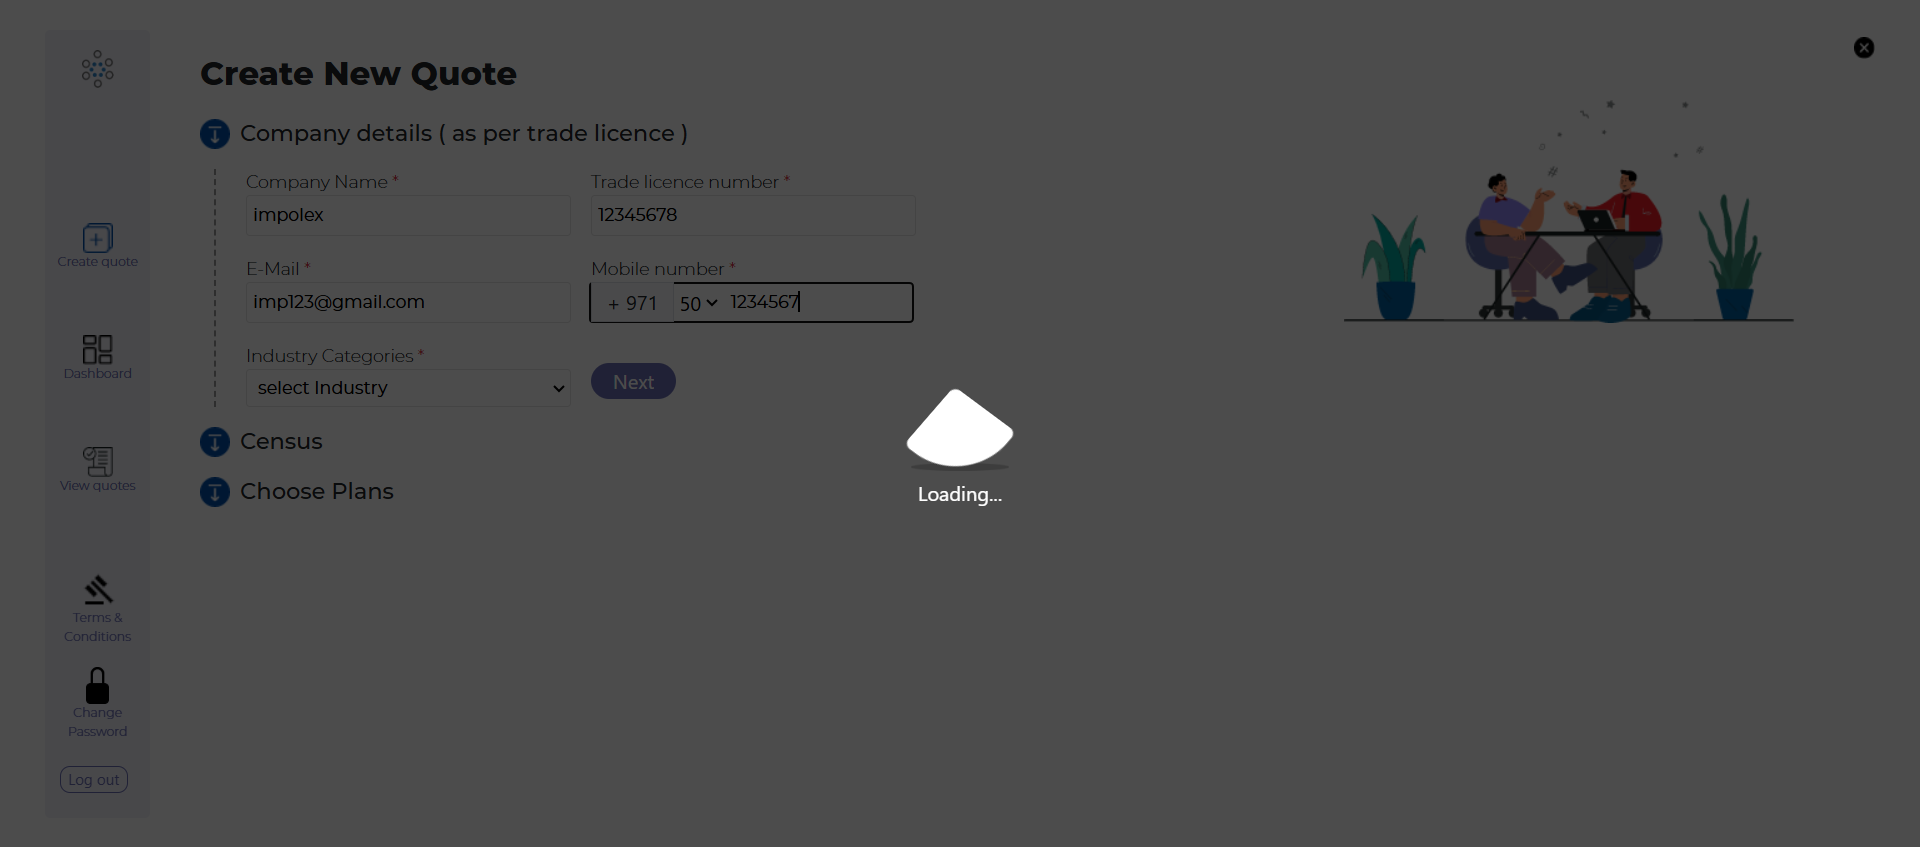 Create New Quote
Company details ( as per trade licence )
Company Name *
Trade licence number *
impolex
12345678
E-Mail *
Mobile number *
imp123@gmail.com
+ 971 50 1234567
Industry Categories *
select Industry
Next
Census
Choose Plans
Loading...
Create quote
Dashboard
View quotes
Terms &
Conditions
Change
Password
Log out